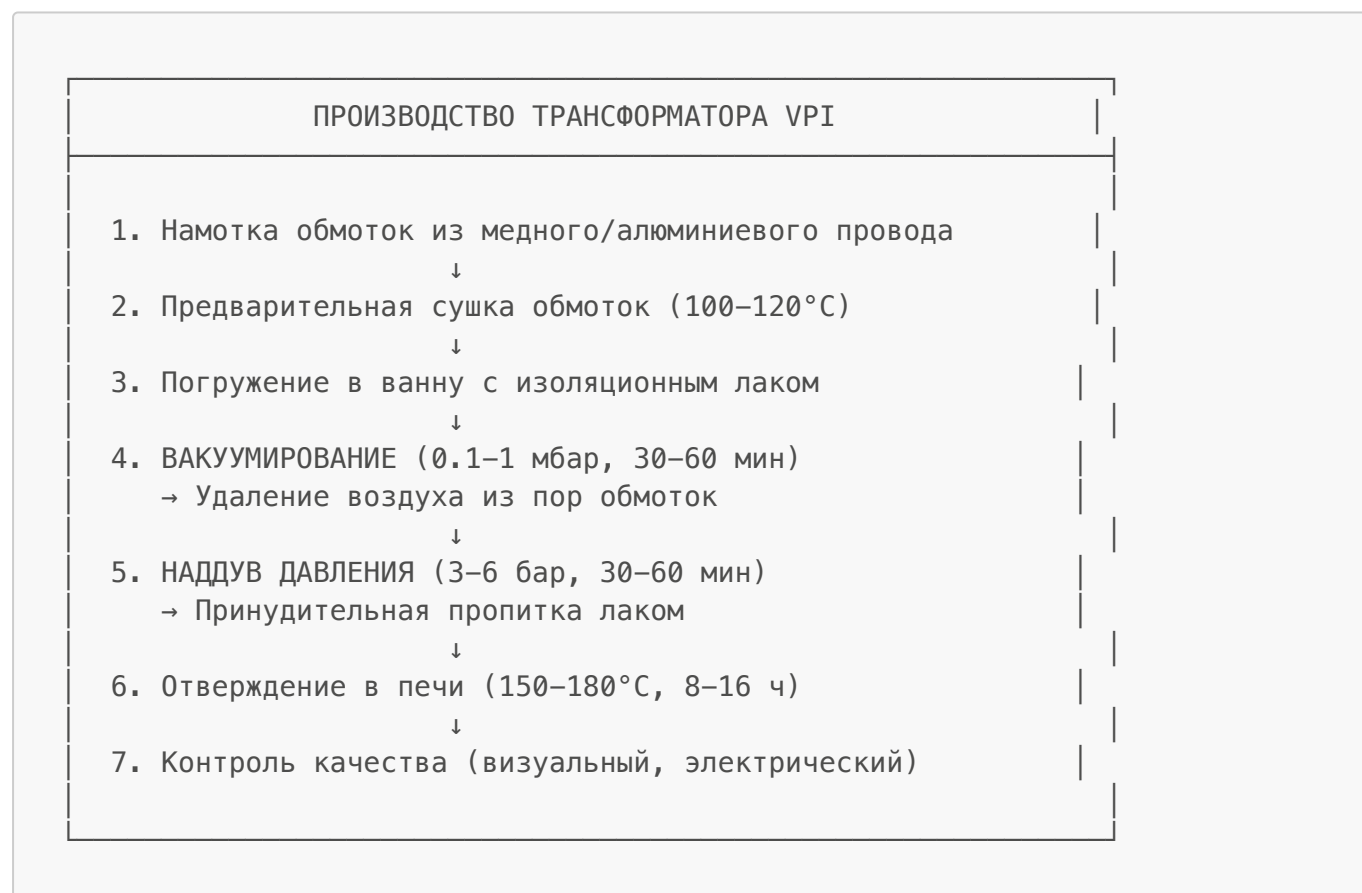 ПРОИЗВОДСТВО ТРАНСФОРМАТОРА VPI
1. Намотка обмоток из медного/алюминиевого провода
↓
2. Предварительная сушка обмоток (100–120°C)
↓
3. Погружение в ванну с изоляционным лаком
↓
4. ВАКУУМИРОВАНИЕ (0.1–1 мбар, 30–60 мин)
→ Удаление воздуха из пор обмоток
↓
5. НАДДУВ ДАВЛЕНИЯ (3–6 бар, 30–60 мин)
→ Принудительная пропитка лаком
↓
6. Отверждение в печи (150–180°C, 8–16 ч)
↓
7. Контроль качества (визуальный, электрический)